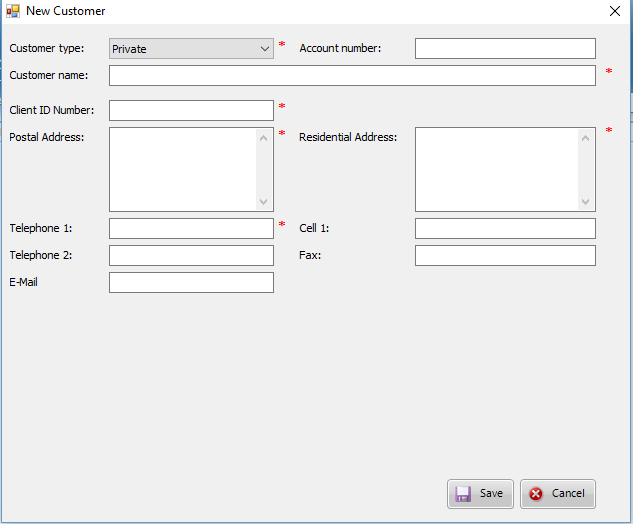 New Customer
Customer type: Private * Account number:
Customer name: *
Client ID Number: *
Postal Address: * Residential Address: *
Telephone 1: * Cell 1:
Telephone 2: Fax:
E-Mail
Save Cancel